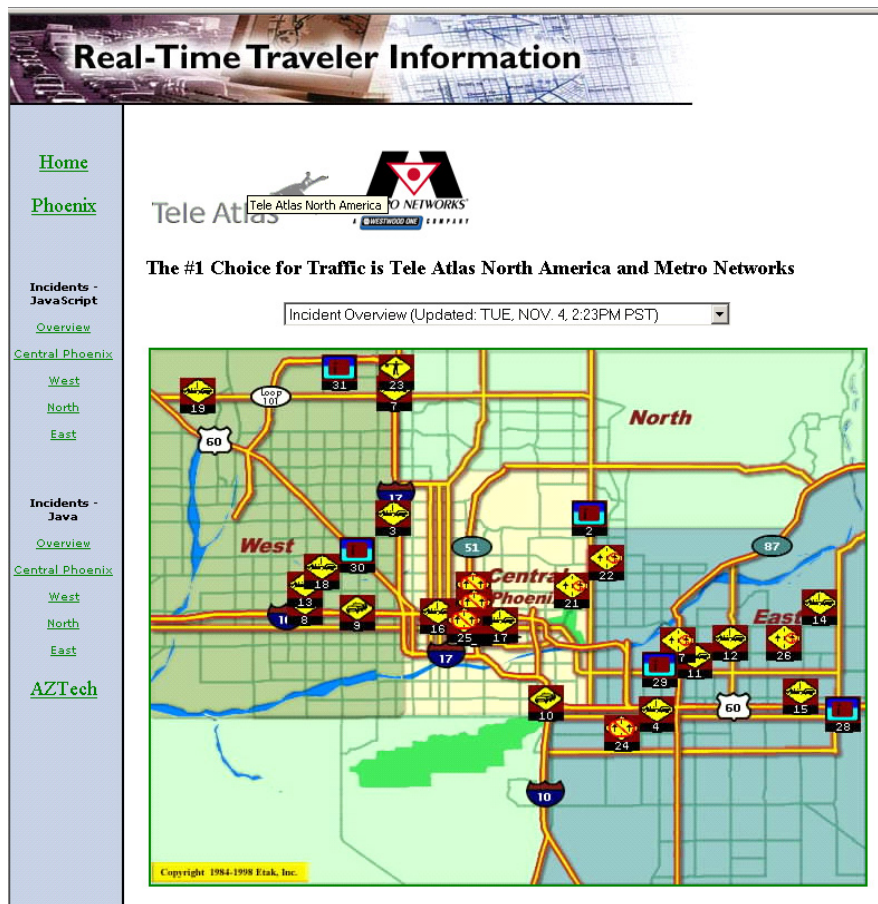 Real-Time Traveler Information
Home
Phoenix
Incidents -
JavaScript
Overview
Central Phoenix
West
North
East
Incidents -
Java
Overview
Central Phoenix
West
North
East
AZTech
Tele Atlas
Tele Atlas North America
O NETWORKS
A WESTWOOD ONE COMPANY
The #1 Choice for Traffic is Tele Atlas North America and Metro Networks
Incident Overview (Updated: TUE, NOV. 4, 2:23PM PST)
31
23
19
Loop
101
7
North
60
17
3
2
51
87
West
30
22
18
Central
Phoenix
21
13
14
8
9
16
East
25
17
7
12
26
17
29
11
10
4
60
15
28
24
10
Copyright 1984-1998 Etak, Inc.